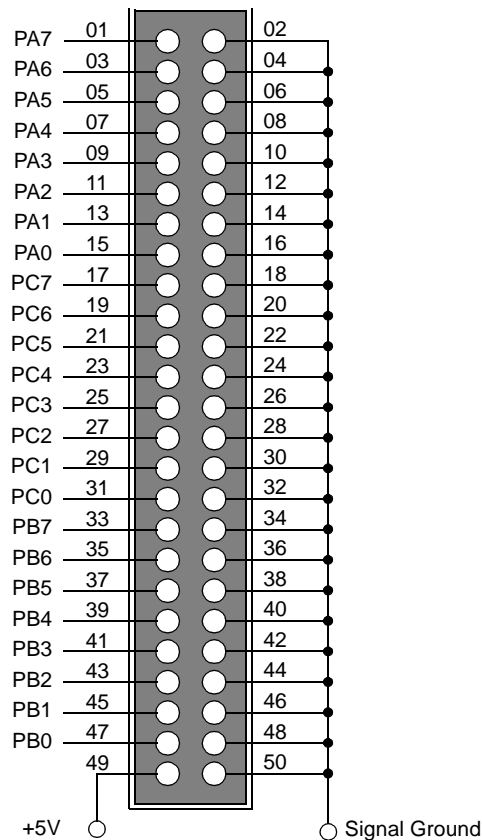 PA7 01 02
PA6 03 04
PA5 05 06
PA4 07 08
PA3 09 10
PA2 11 12
PA1 13 14
PA0 15 16
PC7 17 18
PC6 19 20
PC5 21 22
PC4 23 24
PC3 25 26
PC2 27 28
PC1 29 30
PC0 31 32
PB7 33 34
PB6 35 36
PB5 37 38
PB4 39 40
PB3 41 42
PB2 43 44
PB1 45 46
PB0 47 48
49 50
+5V Signal Ground